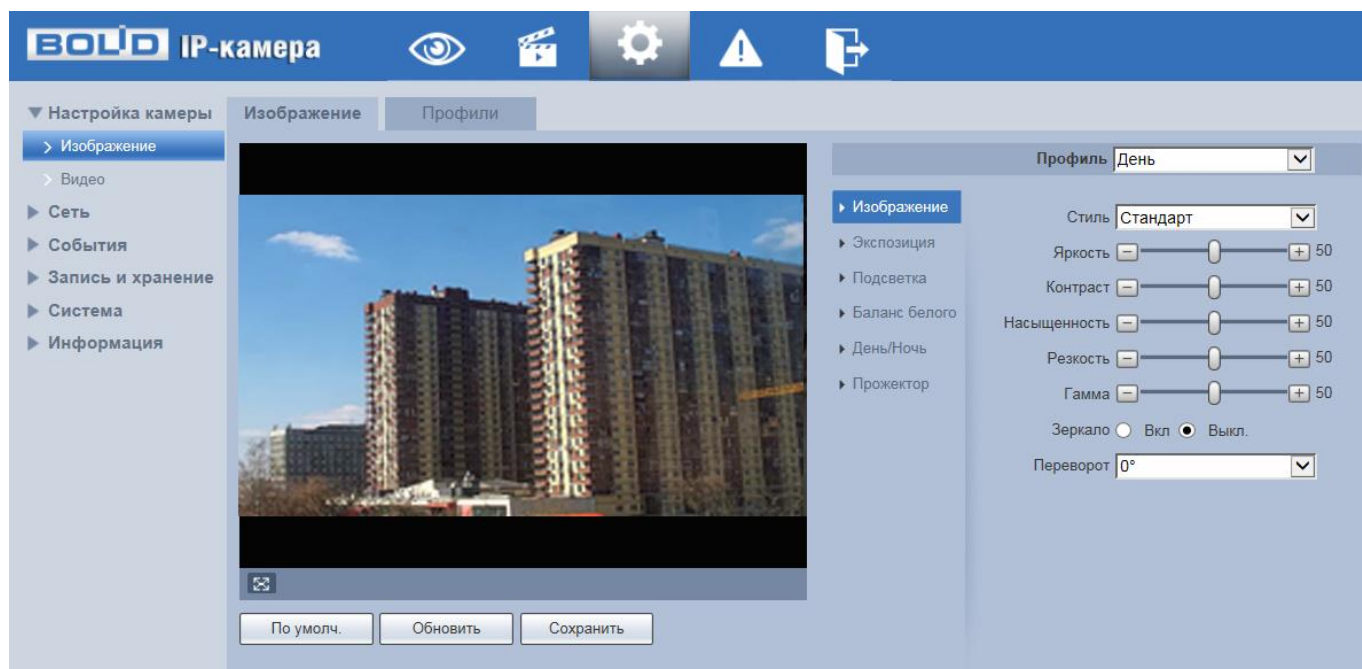 BOLID IP-камера
Настройка камеры
Изображение
Видео
Сеть
События
Запись и хранение
Система
Информация
Изображение Профили
Профиль День
Изображение
Экспозиция
Подсветка
Баланс белого
День/Ночь
Прожектор
Стиль Стандарт
Яркость 50
Контраст 50
Насыщенность 50
Резкость 50
Гамма 50
Зеркало Вкл Выкл.
Переворот 0°
По умолч. Обновить Сохранить